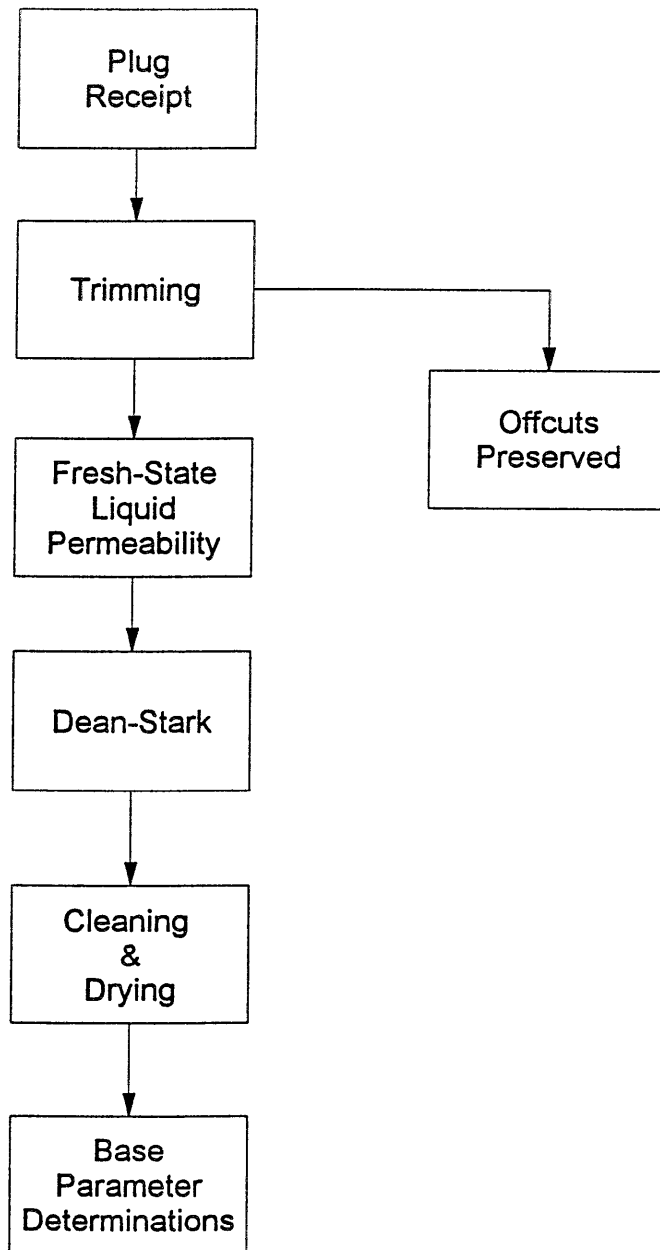 Plug
Receipt
Trimming
Offcuts
Preserved
Fresh-State
Liquid
Permeability
Dean-Stark
Cleaning
&
Drying
Base
Parameter
Determinations